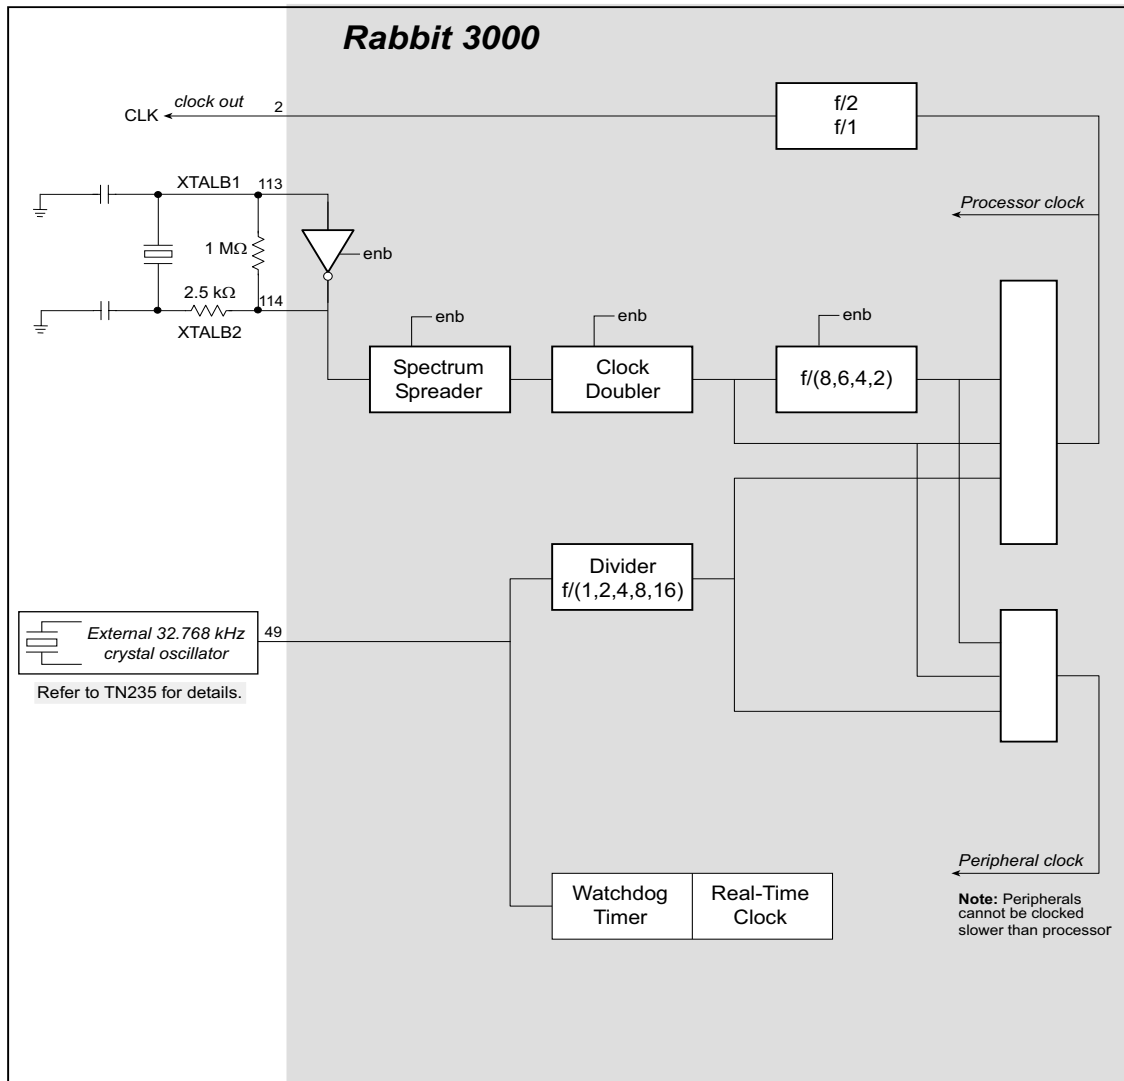 Rabbit 3000
CLK
clock out
2
f/2
f/1
XTALB1
113
Processor clock
1 MΩ
enb
2.5 kΩ
114
XTALB2
enb
enb
enb
Spectrum
Spreader
Clock
Doubler
f/(8,6,4,2)
Divider
f/(1,2,4,8,16)
External 32.768 kHz
crystal oscillator
49
Refer to TN235 for details.
Peripheral clock
Watchdog
Timer
Real-Time
Clock
Note: Peripherals
cannot be clocked
slower than processor